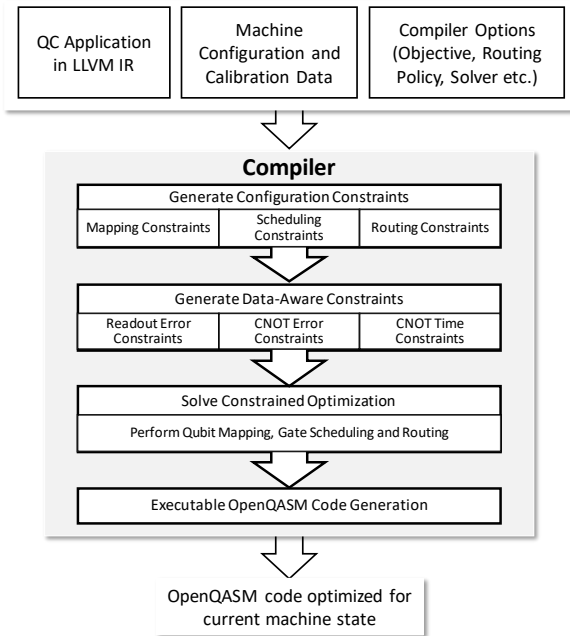 QC Application
in LLVM IR
Machine
Configuration and
Calibration Data
Compiler Options
(Objective, Routing
Policy, Solver etc.)
Compiler
Generate Configuration Constraints
Mapping Constraints
Scheduling
Constraints
Routing Constraints
Generate Data-Aware Constraints
Readout Error
Constraints
CNOT Error
Constraints
CNOT Time
Constraints
Solve Constrained Optimization
Perform Qubit Mapping, Gate Scheduling and Routing
Executable OpenQASM Code Generation
OpenQASM code optimized for
current machine state